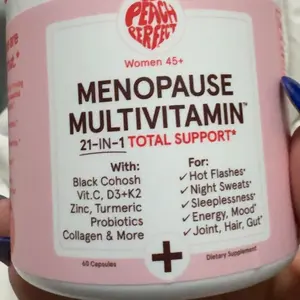 PEACH
PERFECT
Women 45+
MENOPAUSE
MULTIVITAMIN™
21-IN-1 TOTAL SUPPORT*
With:
Black Cohosh
Vit.C, D3+K2
Zinc, Turmeric
Probiotics
Collagen & More
For:
✓Hot Flashes*
✓Night Sweats*
✓Sleeplessness*
✓Energy, Mood*
✓Joint, Hair, Gut*
60 Capsules
Dietary Supplement